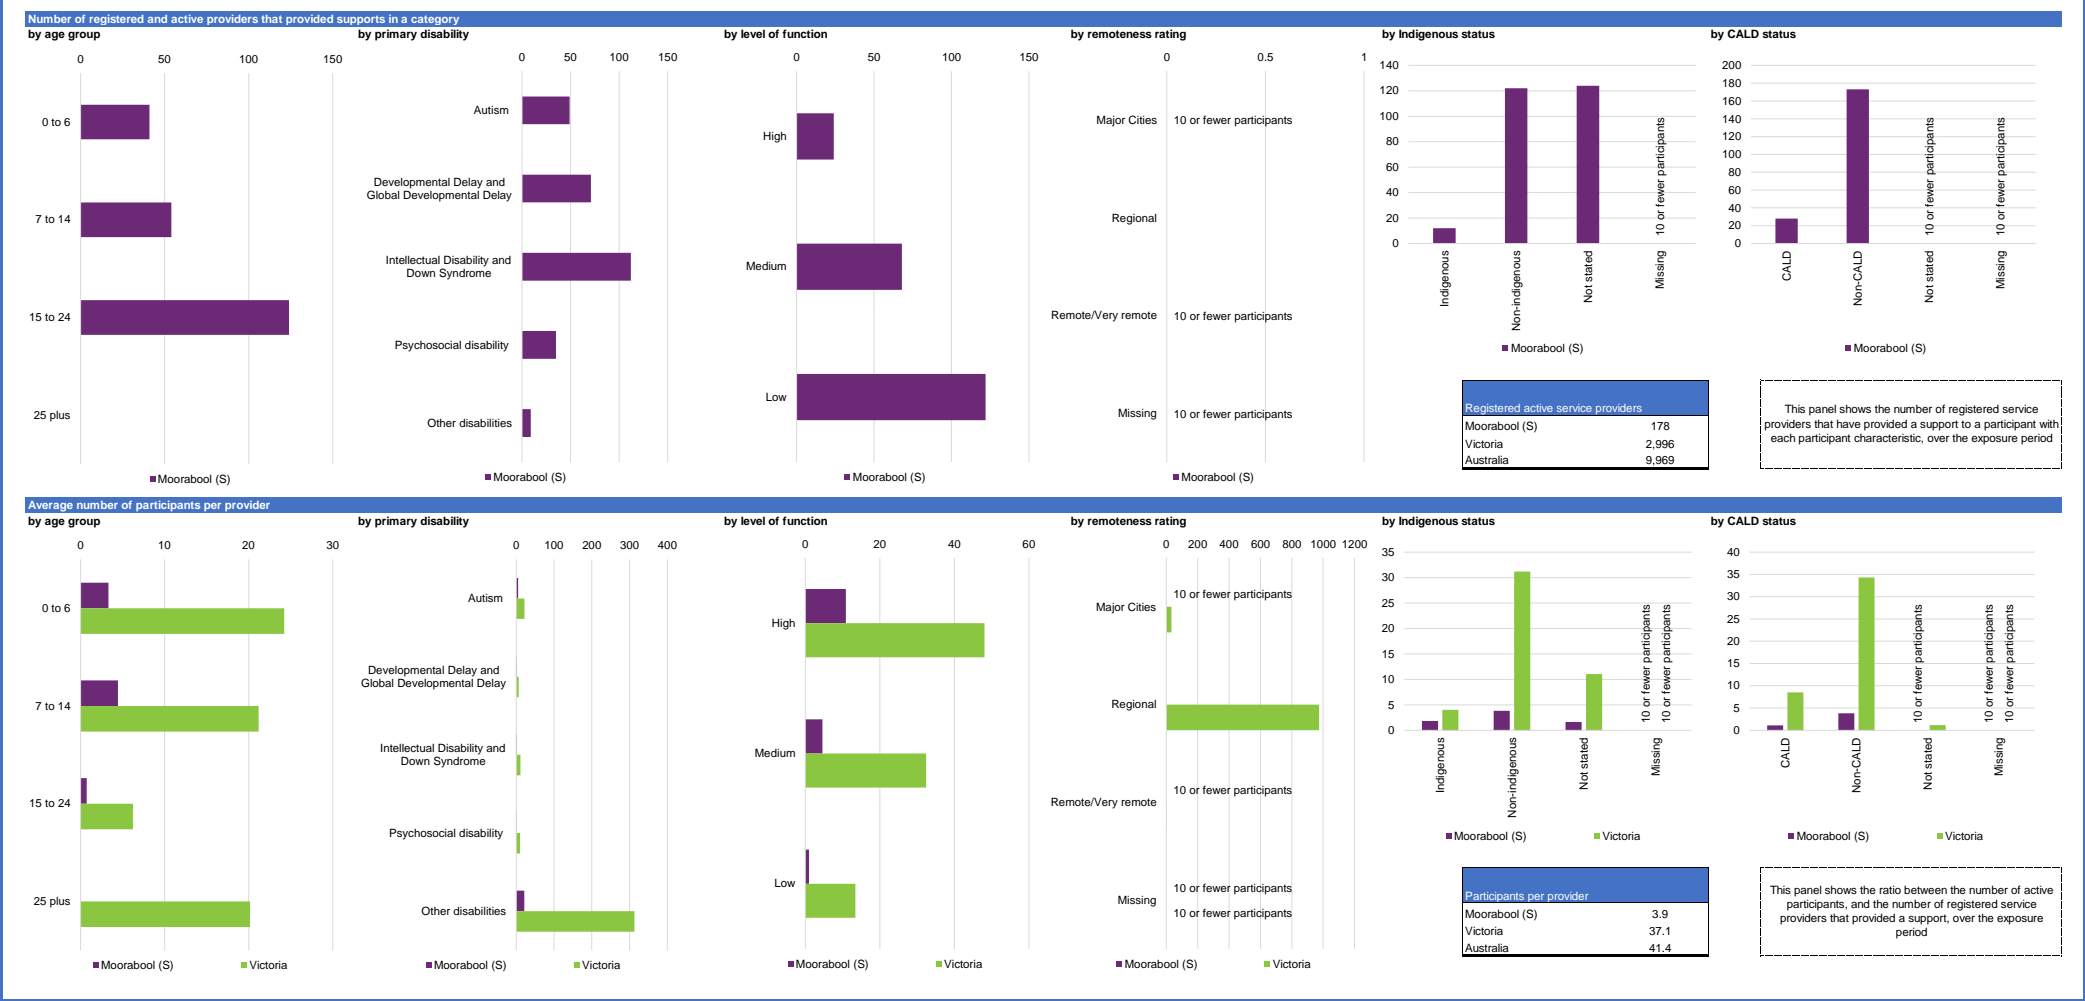 Number of registered and active providers that provided supports in a category
by age group
0 50 100 150
0 to 6
7 to 14
15 to 24
25 plus
Moorabool (S)
by primary disability
0 50 100 150
Autism
Developmental Delay and
Global Developmental Delay
Intellectual Disability and
Down Syndrome
Psychosocial disability
Other disabilities
Moorabool (S)
by level of function
0 50 100 150
High
Medium
Low
Moorabool (S)
by remoteness rating
0 0.5 1
Major Cities 10 or fewer participants
Regional
Remote/Very remote 10 or fewer participants
Missing 10 or fewer participants
Moorabool (S)
by Indigenous status
140
120
100
80
60
40
20
0
10 or fewer participants
Indigenous
Non-indigenous
Not stated
Missing
Moorabool (S)
by CALD status
200
180
160
140
120
100
80
60
40
20
0
10 or fewer participants
10 or fewer participants
CALD
Non-CALD
Not stated
Missing
Moorabool (S)
Registered active service providers
Moorabool (S) 178
Victoria 2,996
Australia 9,969
This panel shows the number of registered service
providers that have provided a support to a participant with
each participant characteristic, over the exposure period
Average number of participants per provider
by age group
0 10 20 30
0 to 6
7 to 14
15 to 24
25 plus
Moorabool (S) Victoria
by primary disability
0 100 200 300 400
Autism
Developmental Delay and
Global Developmental Delay
Intellectual Disability and
Down Syndrome
Psychosocial disability
Other disabilities
Moorabool (S) Victoria
by level of function
0 20 40 60
High
Medium
Low
Moorabool (S) Victoria
by remoteness rating
0 200 400 600 800 1000 1200
10 or fewer participants
Major Cities
Regional
10 or fewer participants
Remote/Very remote
10 or fewer participants
Missing
10 or fewer participants
Moorabool (S) Victoria
by Indigenous status
35
30
25
20
15
10
5
0
10 or fewer participants
10 or fewer participants
Indigenous
Non-indigenous
Not stated
Missing
Moorabool (S) Victoria
by CALD status
40
35
30
25
20
15
10
5
0
10 or fewer participants
10 or fewer participants
10 or fewer participants
CALD
Non-CALD
Not stated
Missing
Moorabool (S) Victoria
Participants per provider
Moorabool (S) 3.9
Victoria 37.1
Australia 41.4
This panel shows the ratio between the number of active
participants, and the number of registered service
providers that provided a support, over the exposure
period